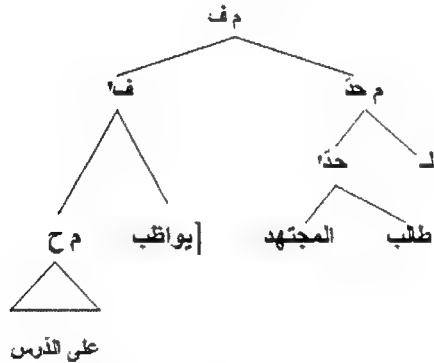 م ف
م حدَ فَ'
لـ حدَ'
طالب المجتهد [يواظب م ح
على الدَرس